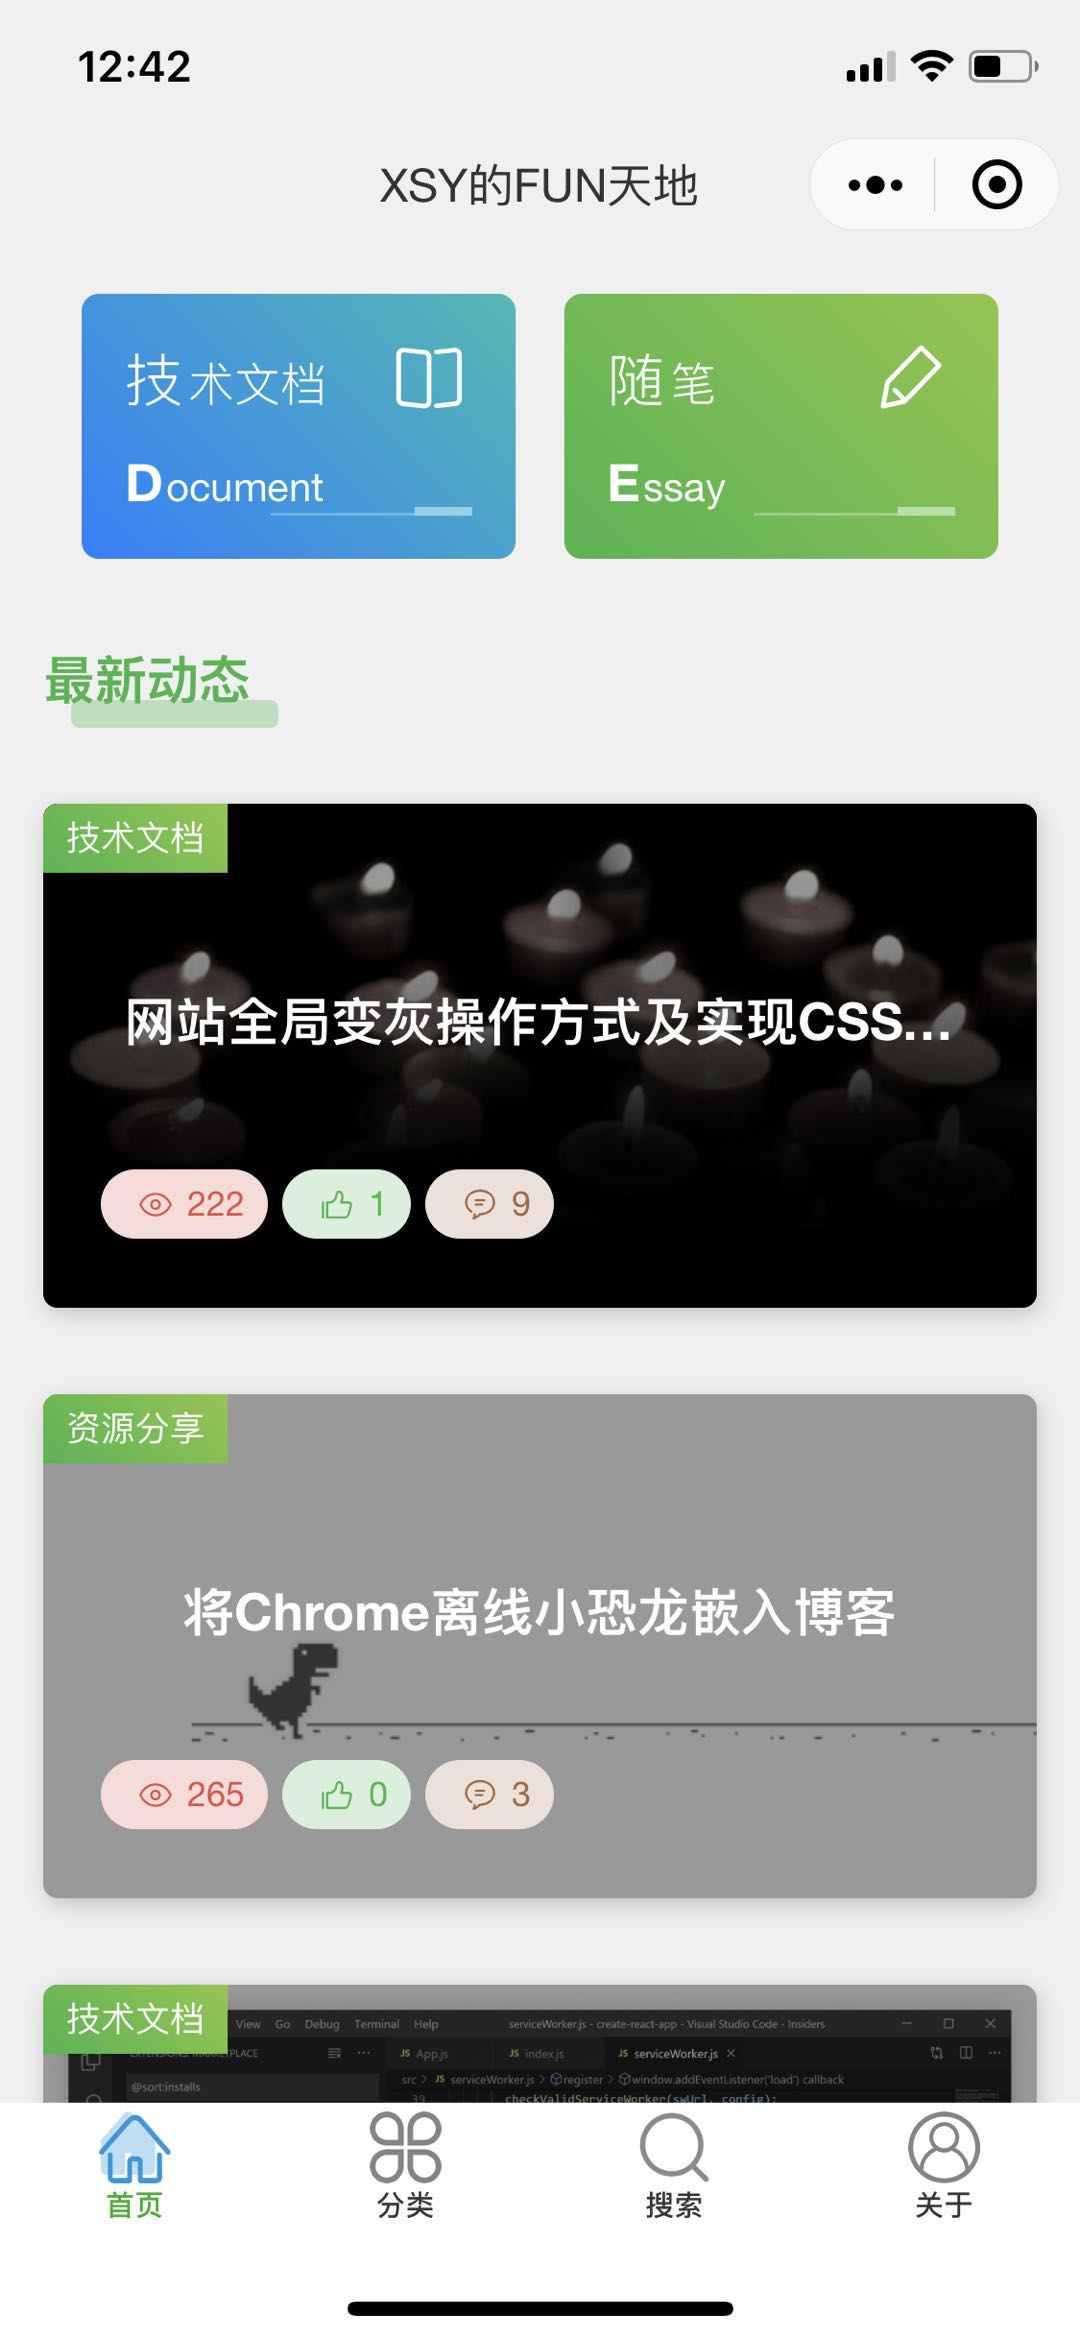 12:42
XSY的FUN天地
技术文档
Document
随笔
Essay
最新动态
技术文档
网站全局变灰操作方式及实现CSS...
222 1 9
资源分享
将Chrome离线小恐龙嵌入博客
265 0 3
技术文档
View Go Debug Terminal Help serviceWorker.js - create-react-app - Visual Studio Code - Insiders
EXTENSIONS: MARKETPLACE ... JS App.js JS index.js JS serviceWorker.js ...
@sort:installs
src > JS serviceWorker.js > register > window.addEventListener('load') callback
39 checkValidServiceWorker(swUrl, config);
首页 分类 搜索 关于